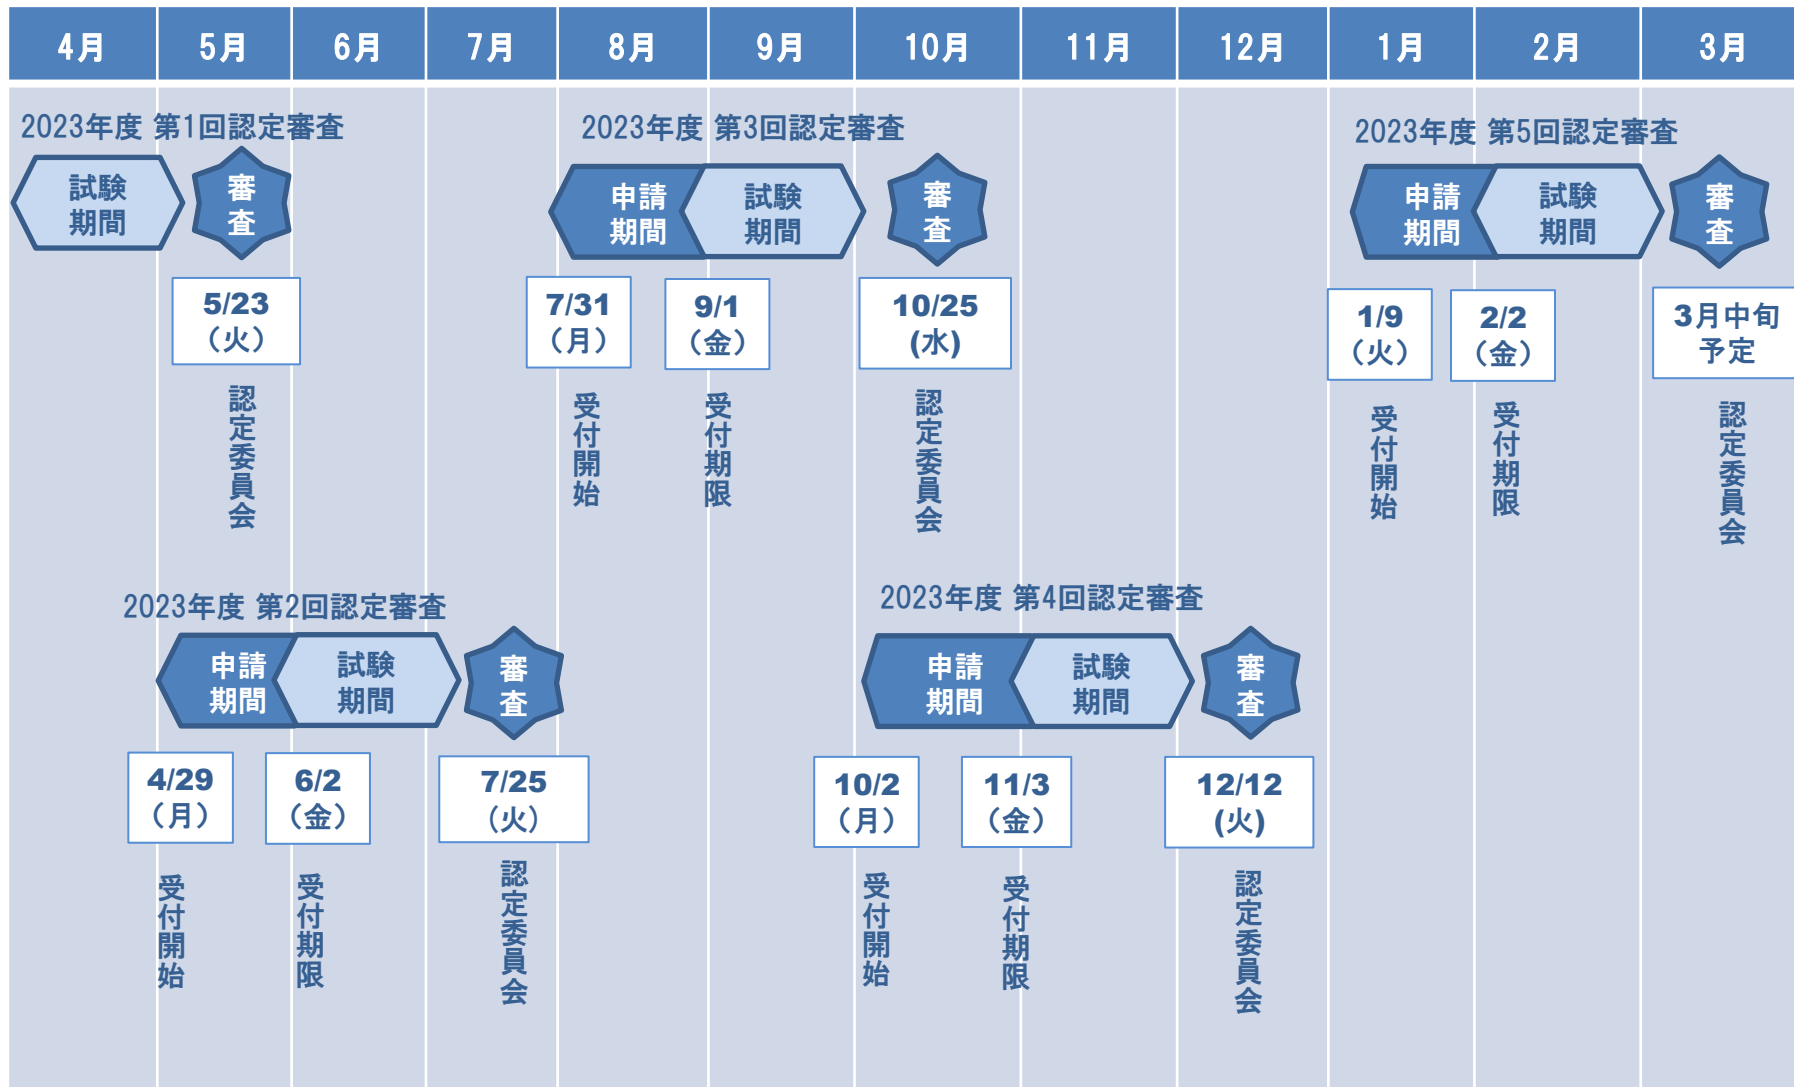 4月 5月 6月 7月 8月 9月 10月 11月 12月 1月 2月 3月
2023年度 第1回認定審査
試験
期間
審
査
5/23
（火）
認定委員会
2023年度 第3回認定審査
申請
期間
試験
期間
審
査
7/31
（月）
受付開始
9/1
（金）
受付期限
10/25
(水)
認定委員会
2023年度 第5回認定審査
申請
期間
試験
期間
審
査
1/9
（火）
受付開始
2/2
（金）
受付期限
3月中旬
予定
認定委員会
2023年度 第2回認定審査
申請
期間
試験
期間
審
査
4/29
（月）
受付開始
6/2
（金）
受付期限
7/25
（火）
認定委員会
2023年度 第4回認定審査
申請
期間
試験
期間
審
査
10/2
（月）
受付開始
11/3
（金）
受付期限
12/12
(火)
認定委員会